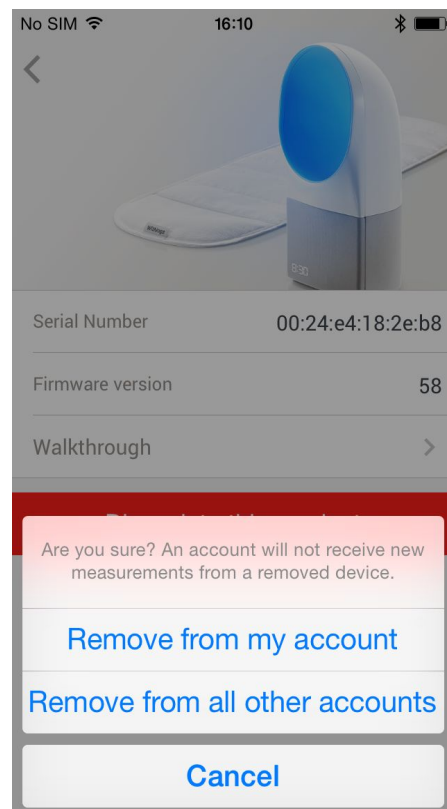 No SIM 16:10
8:30
Serial Number 00:24:e4:18:2e:b8
Firmware version 58
Walkthrough
Are you sure? An account will not receive new
measurements from a removed device.
Remove from my account
Remove from all other accounts
Cancel